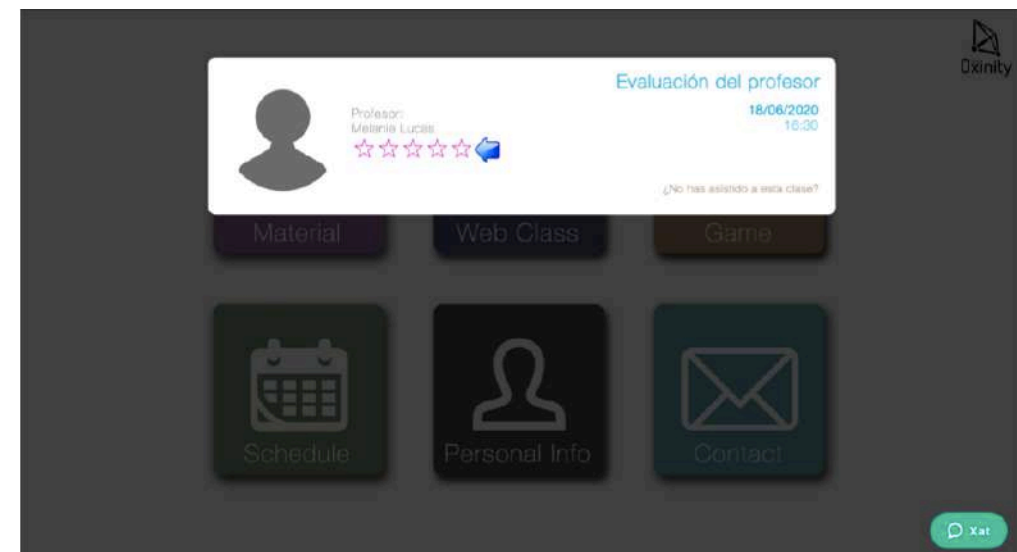 Oxinity
Evaluación del profesor
18/06/2020
16:30
Profesor:
Melanie Lucas
¿No has asistido a esta clase?
Material
Web Class
Game
Schedule
Personal Info
Contact
Xat